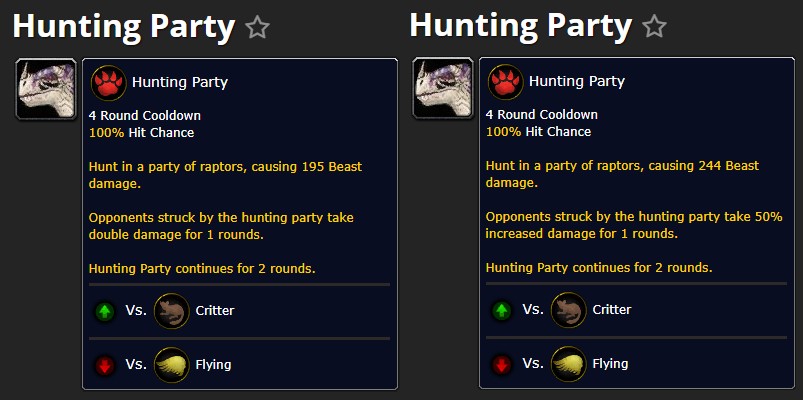 Hunting Party
Hunting Party
4 Round Cooldown
100% Hit Chance
Hunt in a party of raptors, causing 195 Beast
damage.
Opponents struck by the hunting party take
double damage for 1 rounds.
Hunting Party continues for 2 rounds.
Vs. Critter
Vs. Flying
Hunting Party
Hunting Party
4 Round Cooldown
100% Hit Chance
Hunt in a party of raptors, causing 244 Beast
damage.
Opponents struck by the hunting party take 50%
increased damage for 1 rounds.
Hunting Party continues for 2 rounds.
Vs. Critter
Vs. Flying